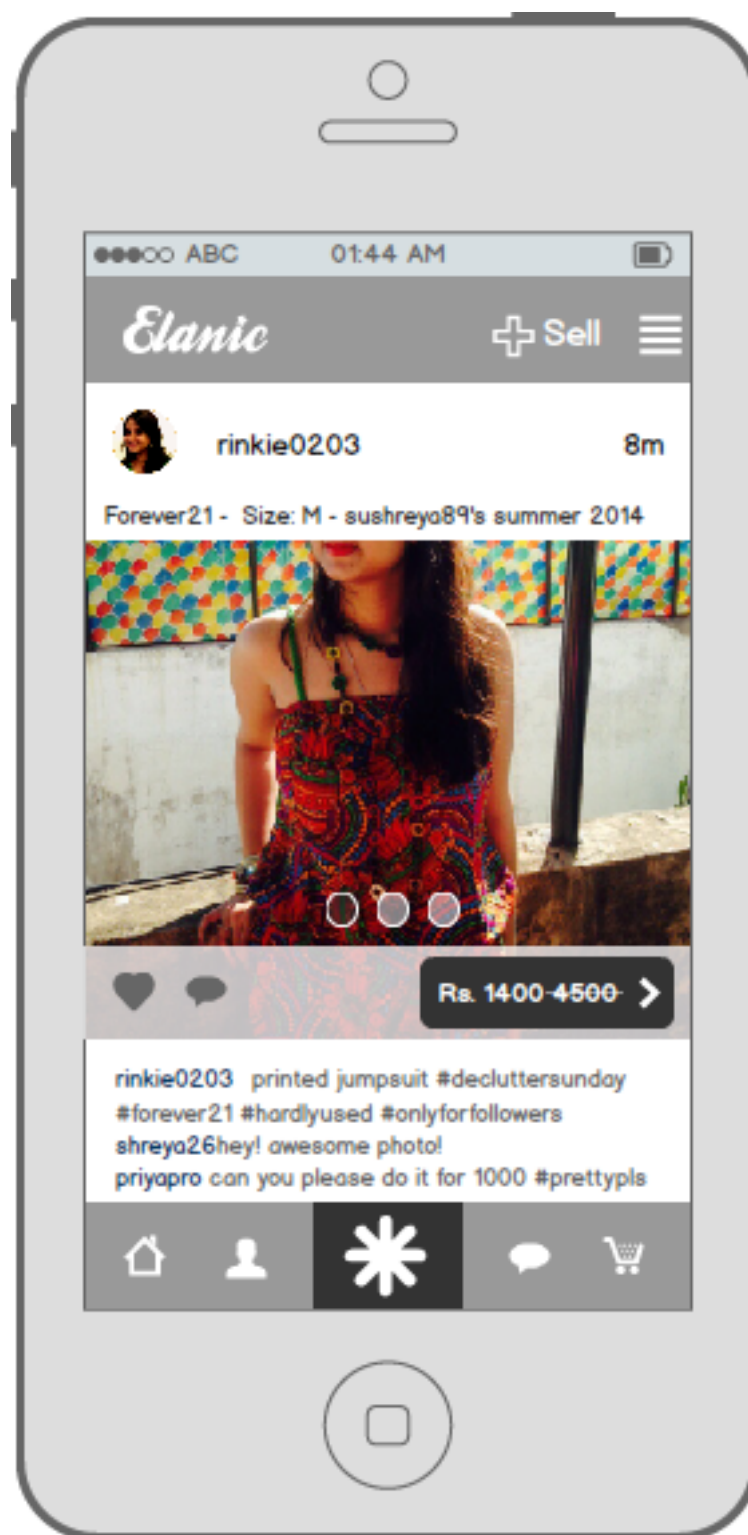 ABC 01:44 AM
Elanic Sell
rinkie0203 8m
Forever21 - Size: M - sushreya89's summer 2014
Rs. 1400 4500
rinkie0203 printed jumpsuit #decluttersunday
#forever21 #hardlyused #onlyforfollowers
shreya26hey! awesome photo!
priyapro can you please do it for 1000 #prettypls